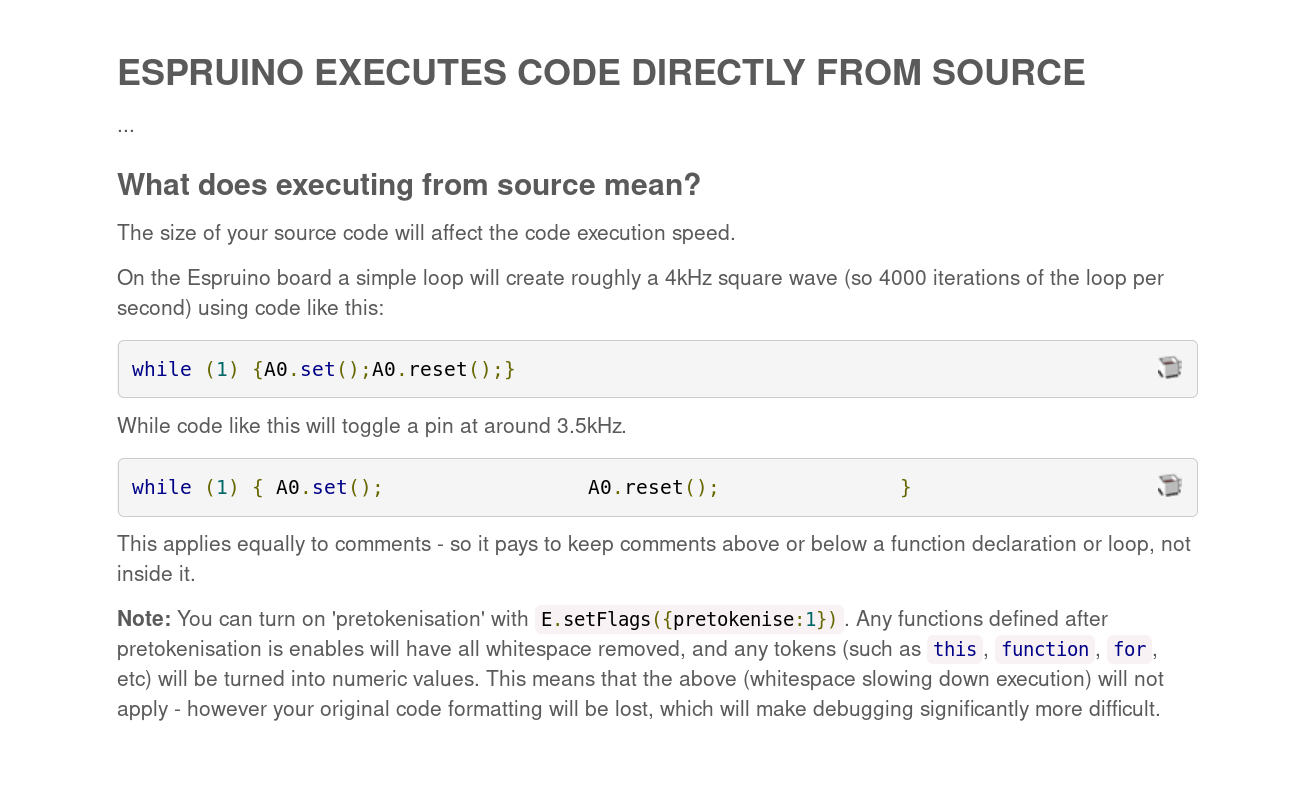 ESPRUINO EXECUTES CODE DIRECTLY FROM SOURCE
...
What does executing from source mean?
The size of your source code will affect the code execution speed.
On the Espruino board a simple loop will create roughly a 4kHz square wave (so 4000 iterations of the loop per
second) using code like this:
while (1) {A0.set();A0.reset();}
While code like this will toggle a pin at around 3.5kHz.
while (1) { A0.set();                 A0.reset();               }
This applies equally to comments - so it pays to keep comments above or below a function declaration or loop, not
inside it.
Note: You can turn on 'pretokenisation' with E.setFlags({pretokenise:1}). Any functions defined after
pretokenisation is enables will have all whitespace removed, and any tokens (such as this, function, for,
etc) will be turned into numeric values. This means that the above (whitespace slowing down execution) will not
apply - however your original code formatting will be lost, which will make debugging significantly more difficult.